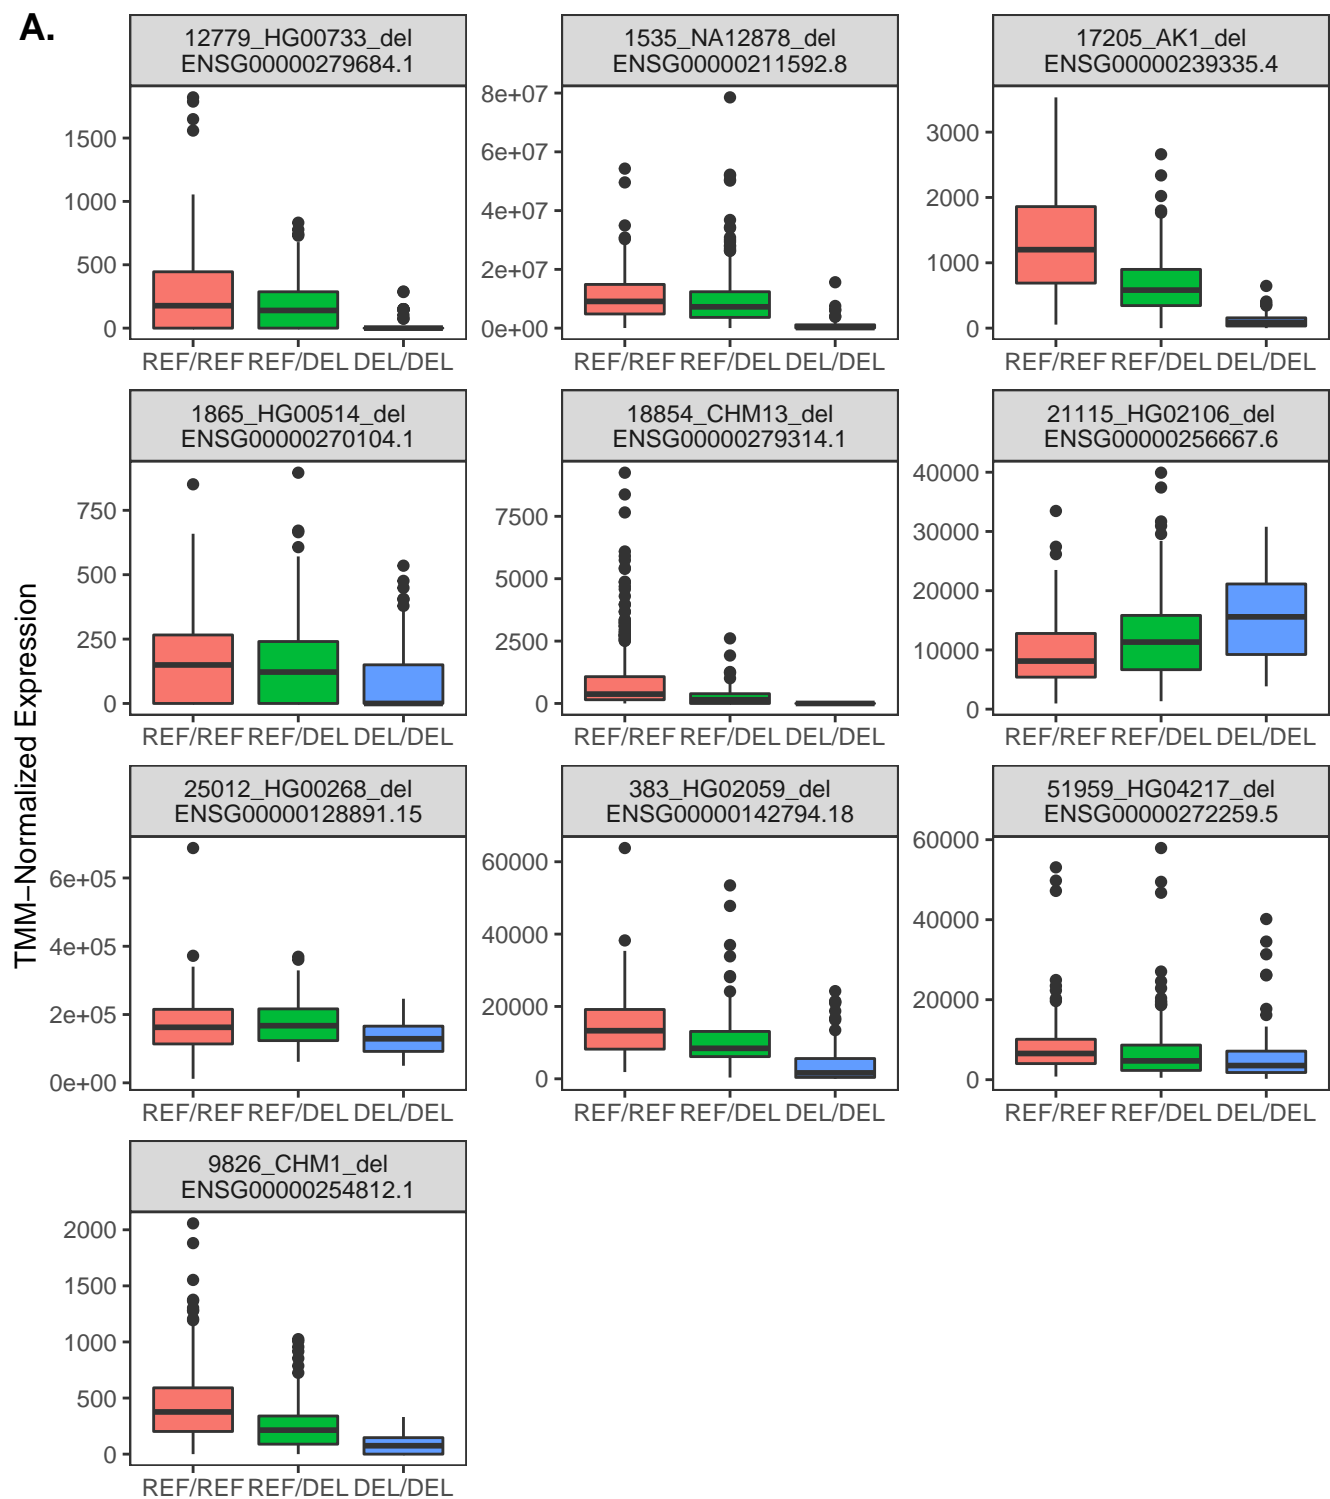 A.
12779_HG00733_del
ENSG00000279684.1
1500
1000
500
0
REF/REF REF/DEL DEL/DEL
1535_NA12878_del
ENSG00000211592.8
8e+07
6e+07
4e+07
2e+07
0e+00
REF/REF REF/DEL DEL/DEL
17205_AK1_del
ENSG00000239335.4
3000
2000
1000
0
REF/REF REF/DEL DEL/DEL
TMM−Normalized Expression
1865_HG00514_del
ENSG00000270104.1
750
500
250
0
REF/REF REF/DEL DEL/DEL
18854_CHM13_del
ENSG00000279314.1
7500
5000
2500
0
REF/REF REF/DEL DEL/DEL
21115_HG02106_del
ENSG00000256667.6
40000
30000
20000
10000
0
REF/REF REF/DEL DEL/DEL
25012_HG00268_del
ENSG00000128891.15
6e+05
4e+05
2e+05
0e+00
REF/REF REF/DEL DEL/DEL
383_HG02059_del
ENSG00000142794.18
60000
40000
20000
0
REF/REF REF/DEL DEL/DEL
51959_HG04217_del
ENSG00000272259.5
60000
40000
20000
0
REF/REF REF/DEL DEL/DEL
9826_CHM1_del
ENSG00000254812.1
2000
1500
1000
500
0
REF/REF REF/DEL DEL/DEL